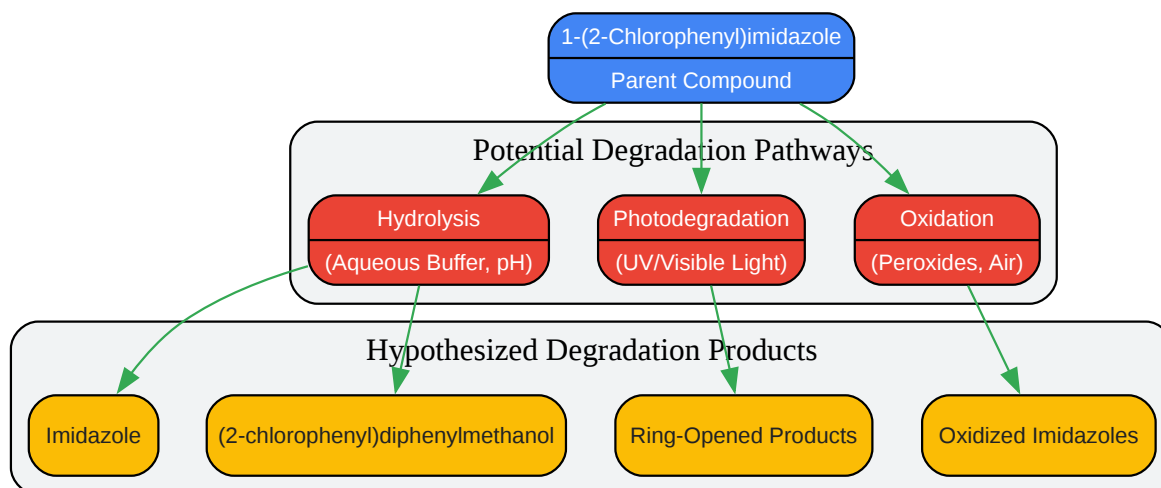 1-(2-Chlorophenyl)imidazole
Parent Compound
Potential Degradation Pathways
Hydrolysis
(Aqueous Buffer, pH)
Photodegradation
(UV/Visible Light)
Oxidation
(Peroxides, Air)
Hypothesized Degradation Products
Imidazole
(2-chlorophenyl)diphenylmethanol
Ring-Opened Products
Oxidized Imidazoles